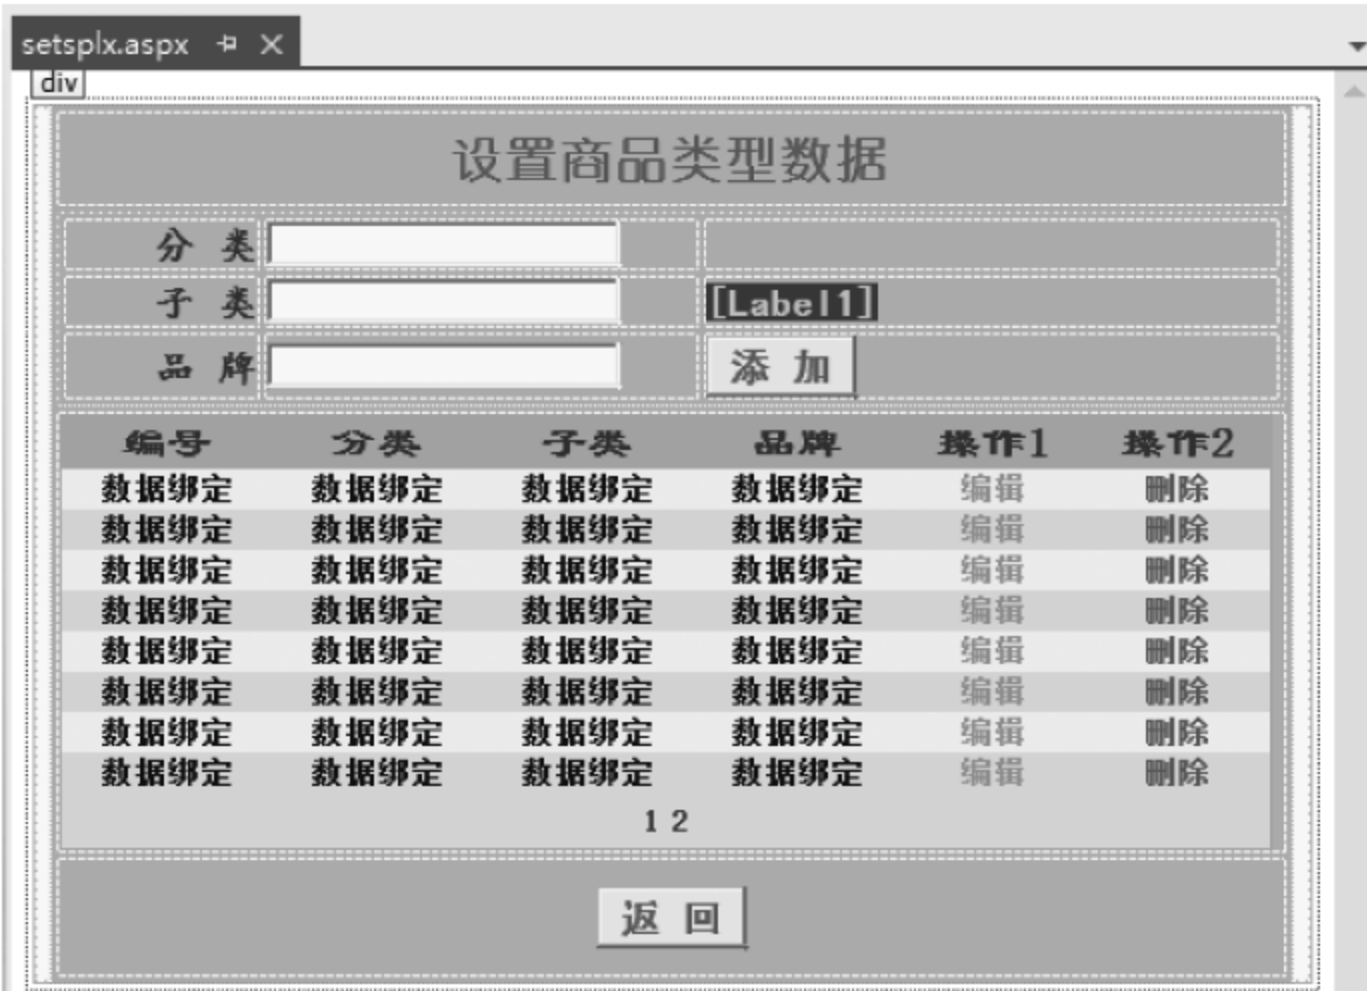 setsplx.aspx
div
设置商品类型数据
分 类
子 类 [Label1]
品 牌 添 加
编号 分类 子类 品牌 操作1 操作2
数据绑定 数据绑定 数据绑定 数据绑定 编辑 删除
数据绑定 数据绑定 数据绑定 数据绑定 编辑 删除
数据绑定 数据绑定 数据绑定 数据绑定 编辑 删除
数据绑定 数据绑定 数据绑定 数据绑定 编辑 删除
数据绑定 数据绑定 数据绑定 数据绑定 编辑 删除
数据绑定 数据绑定 数据绑定 数据绑定 编辑 删除
数据绑定 数据绑定 数据绑定 数据绑定 编辑 删除
数据绑定 数据绑定 数据绑定 数据绑定 编辑 删除
1 2
返 回